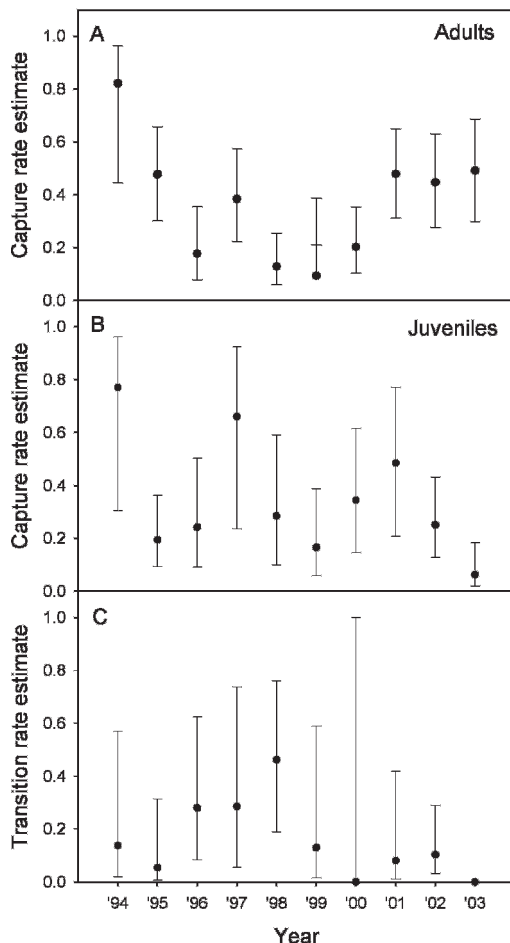 A
Adults
Capture rate estimate
1.0
0.8
0.6
0.4
0.2
0.0
B
Juveniles
Capture rate estimate
1.0
0.8
0.6
0.4
0.2
0.0
C
Transition rate estimate
1.0
0.8
0.6
0.4
0.2
0.0
'94 '95 '96 '97 '98 '99 '00 '01 '02 '03
Year